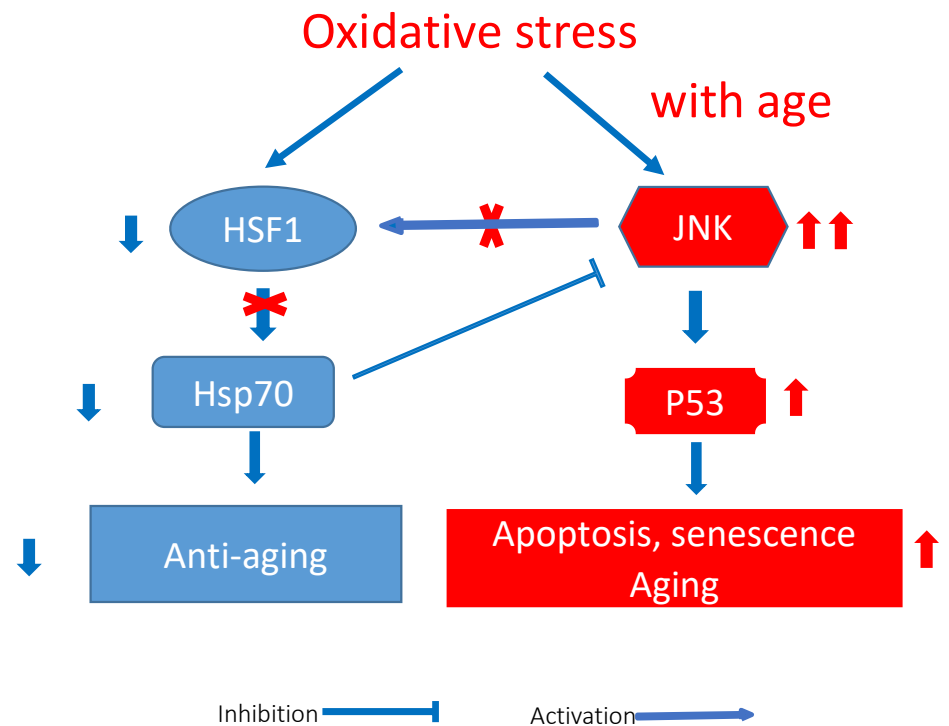 Oxidative stress
with age
HSF1
JNK
Hsp70
P53
Anti-aging
Apoptosis, senescence
Aging
Inhibition
Activation